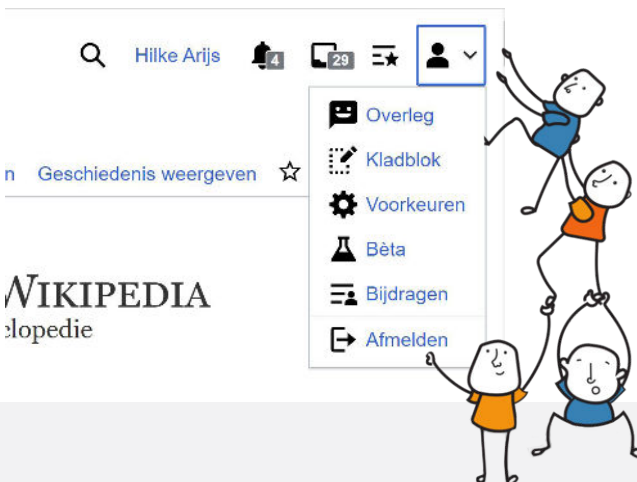 Hilke Arijs 4 29
Overleg
n Geschiedenis weergeven
Kladblok
Voorkeuren
Bèta
WIKIPEDIA
Bijdragen
clopedie
Afmelden